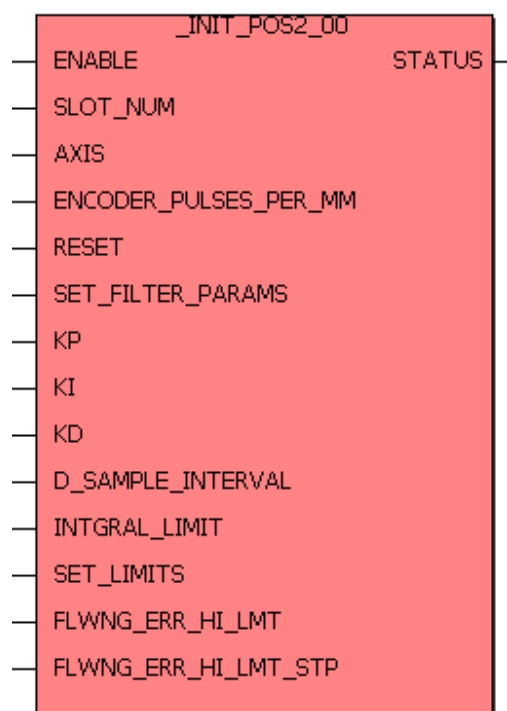 _INIT_POS2_00
ENABLE STATUS
SLOT_NUM
AXIS
ENCODER_PULSES_PER_MM
RESET
SET_FILTER_PARAMS
KP
KI
KD
D_SAMPLE_INTERVAL
INTGRAL_LIMIT
SET_LIMITS
FLWNG_ERR_HI_LMT
FLWNG_ERR_HI_LMT_STP